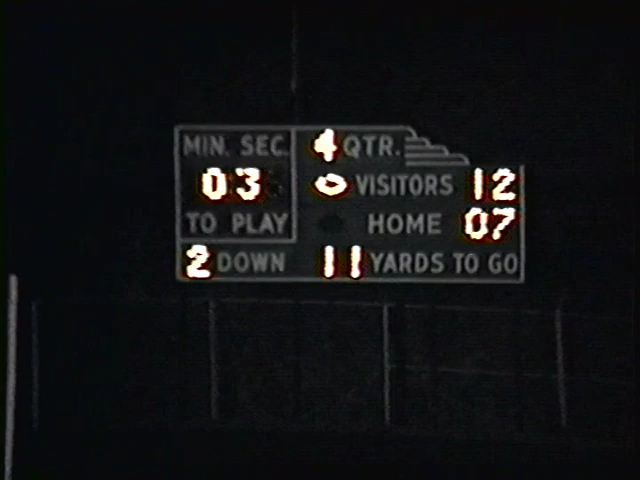 MIN. SEC. 4 QTR.
03 VISITORS 12
TO PLAY HOME 07
2 DOWN 11 YARDS TO GO